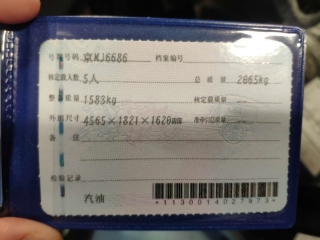 号牌号码 京KJ6686 档案编号
核定载人数 5人 总质量 2065kg
整备质量 1583kg 核定载质量 ——
外廓尺寸 4565×1821×1620mm 准牵引总质量 ——
备注
检验记录
汽油
*1130014027973*